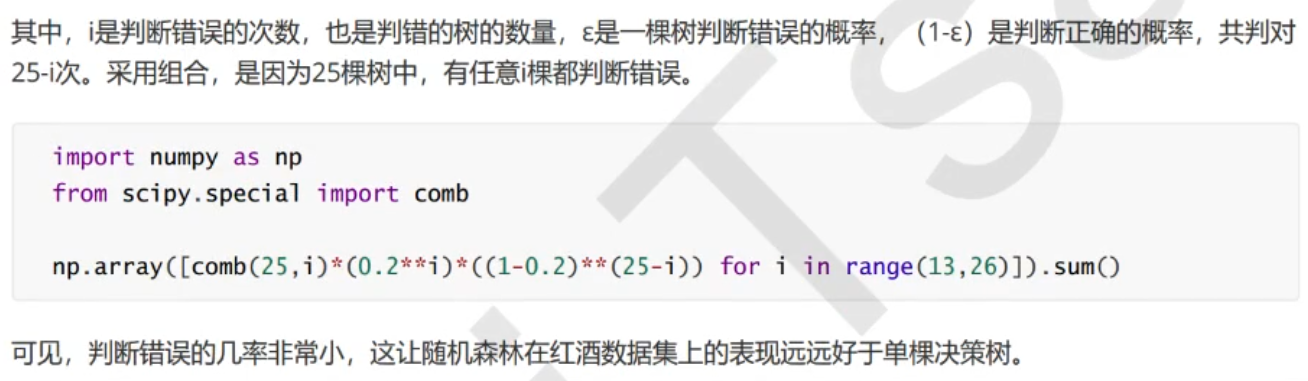 其中，i是判断错误的次数，也是判错的树的数量，ε是一棵树判断错误的概率，（1-ε）是判断正确的概率，共判对
25-i次。采用组合，是因为25棵树中，有任意i棵都判断错误。
import numpy as np
from scipy.special import comb
np.array([comb(25,i)*(0.2**i)*((1-0.2)**(25-i)) for i in range(13,26)]).sum()
可见，判断错误的几率非常小，这让随机森林在红酒数据集上的表现远远好于单棵决策树。